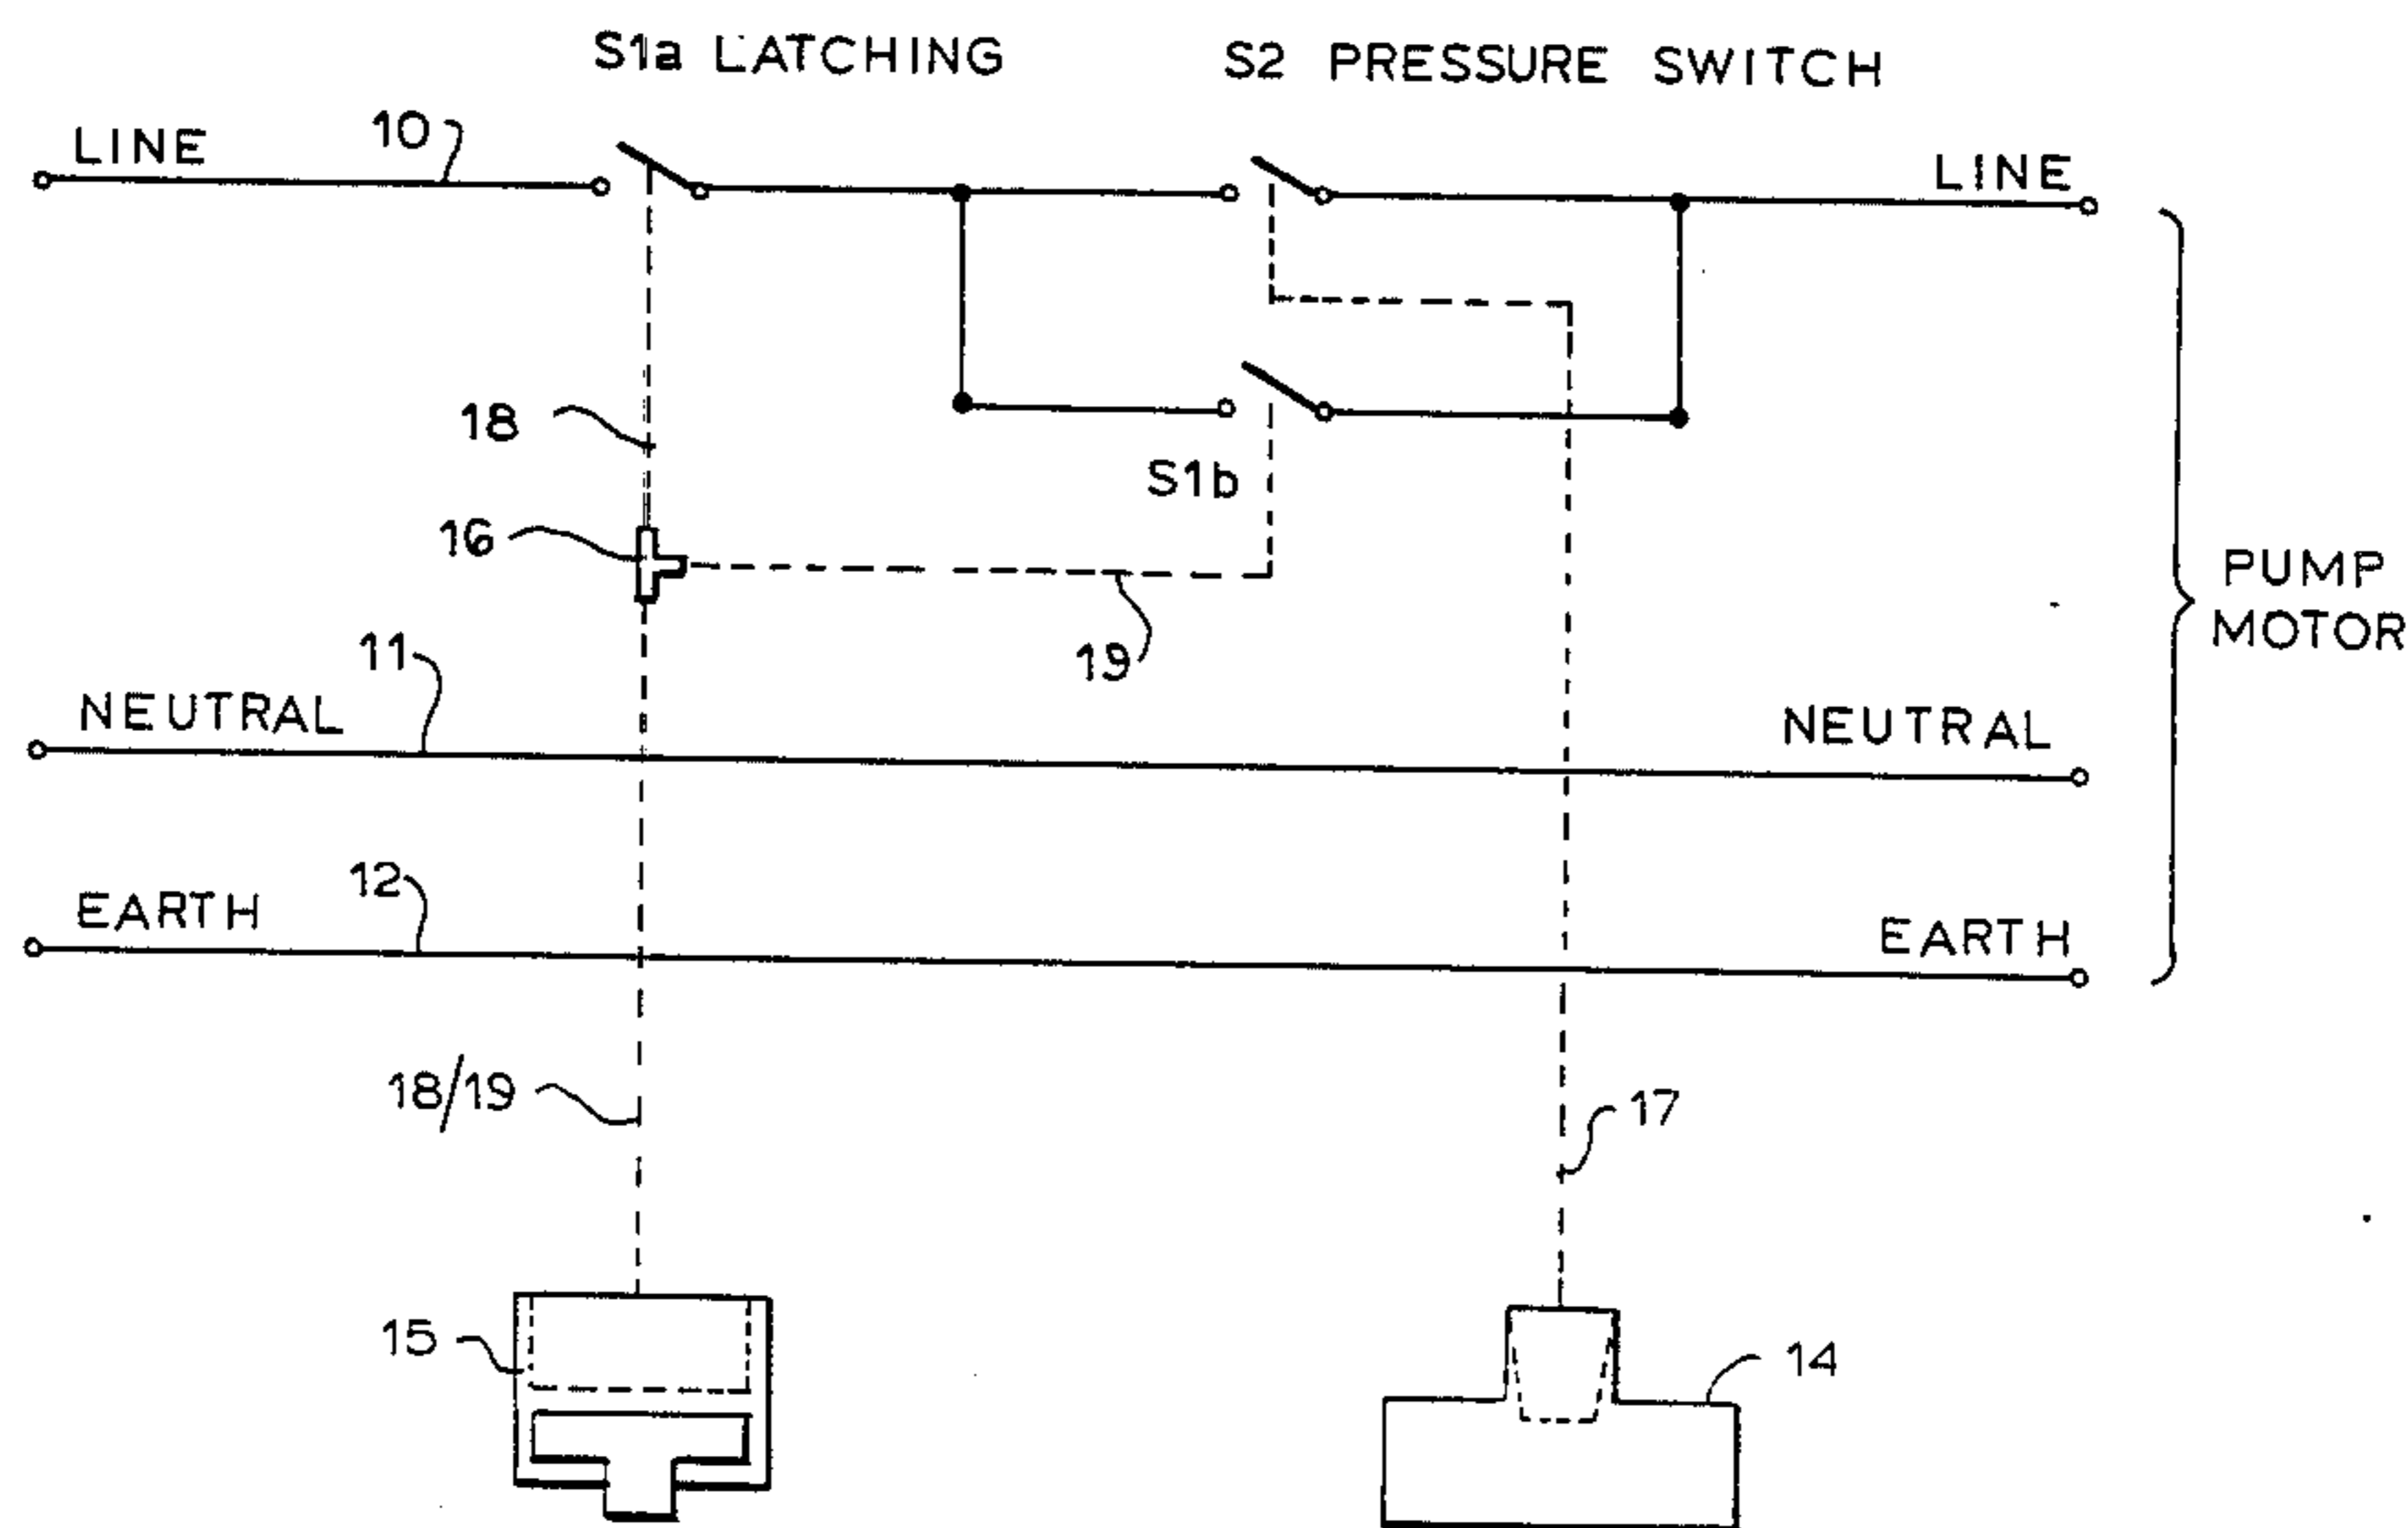 S1a LATCHING
S2 PRESSURE SWITCH
LINE
10
LINE
18
S1b
16
PUMP
MOTOR
19
11
NEUTRAL
NEUTRAL
12
EARTH
EARTH
18/19
17
15
14